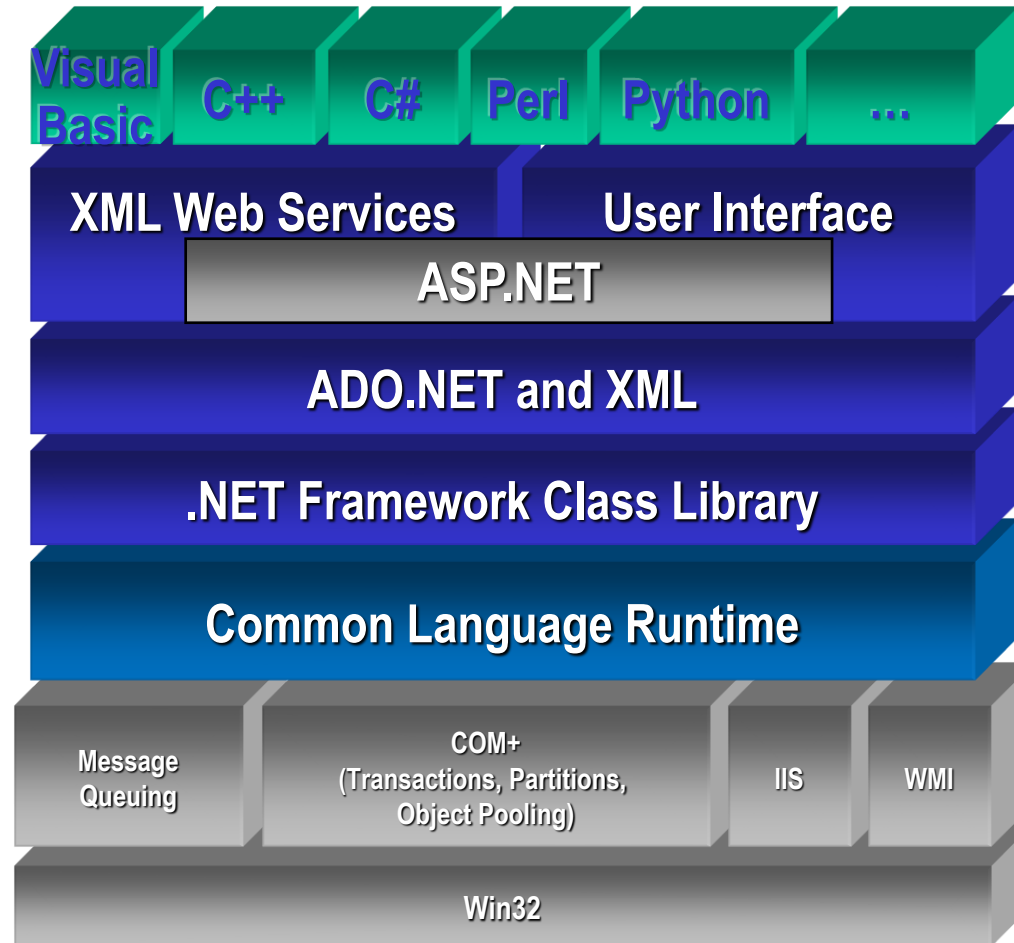 Visual
Basic
C++
C#
Perl
Python
...
XML Web Services
User Interface
ASP.NET
ADO.NET and XML
.NET Framework Class Library
Common Language Runtime
Message
Queuing
COM+
(Transactions, Partitions,
Object Pooling)
IIS
WMI
Win32